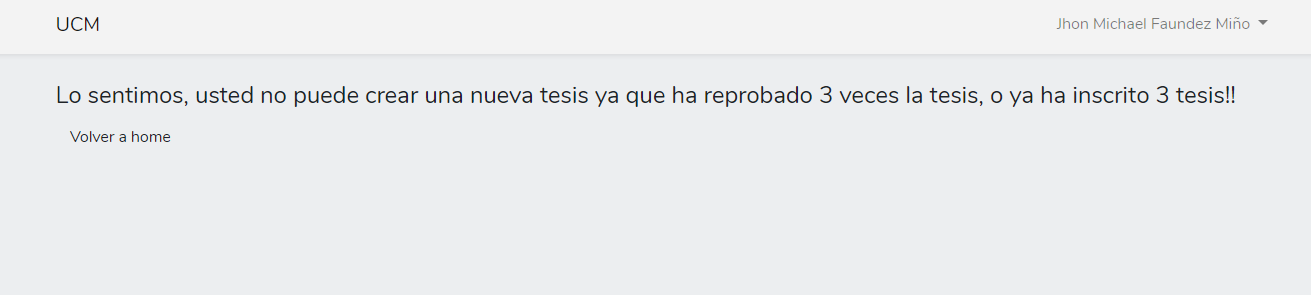 UCM
Jhon Michael Faundez Miño
Lo sentimos, usted no puede crear una nueva tesis ya que ha reprobado 3 veces la tesis, o ya ha inscrito 3 tesis!!
Volver a home